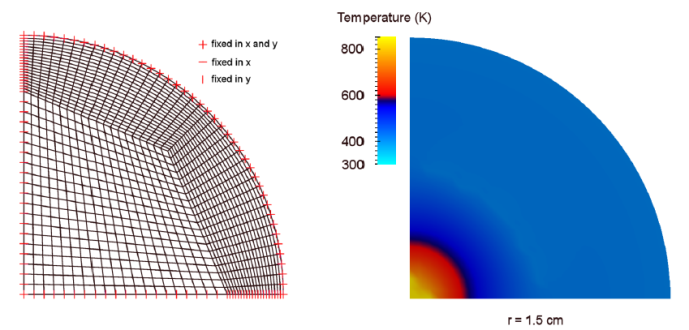 Temperature (K)
fixed in x and y
fixed in x
fixed in y
800
600
400
300
r = 1.5 cm